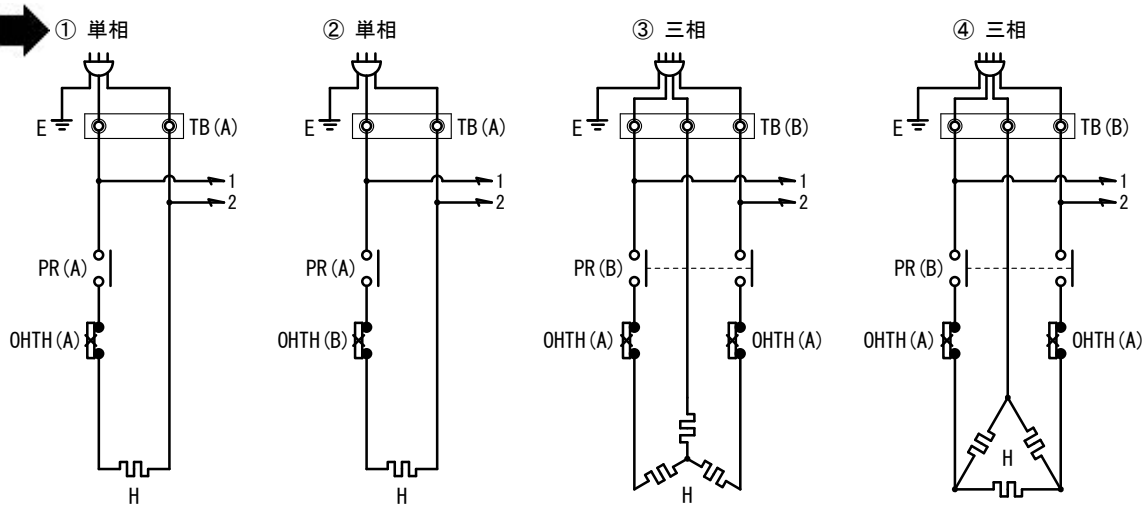 ① 単相 ② 単相 ③ 三相 ④ 三相
E TB(A) E TB(A) E TB(B) E TB(B)
1 1 1 1
2 2 2 2
PR(A) PR(A) PR(B) PR(B)
OHTH(A) OHTH(B) OHTH(A) OHTH(A) OHTH(A) OHTH(A)
H H H H